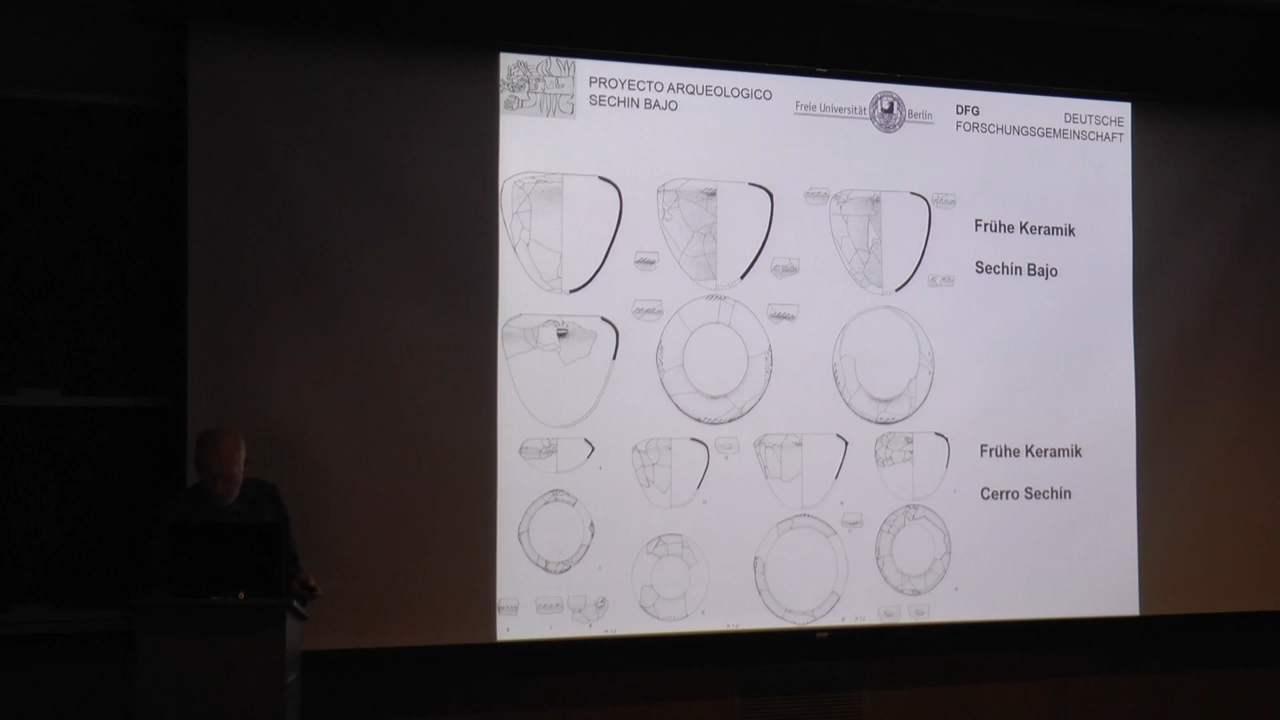 PROYECTO ARQUEOLOGICO
SECHIN BAJO
Freie Universität Berlin
DFG DEUTSCHE
FORSCHUNGSGEMEINSCHAFT
Frühe Keramik
Sechín Bajo
Frühe Keramik
Cerro Sechín